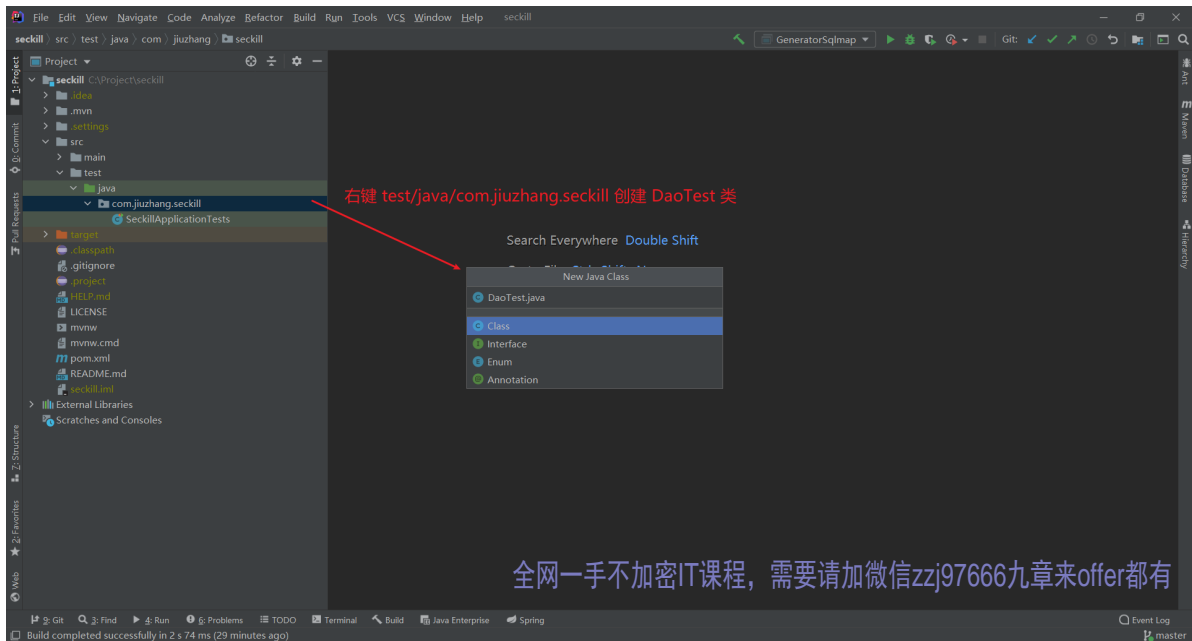 File Edit View Navigate Code Analyze Refactor Build Run Tools VCS Window Help seckill
seckill src test java com jiuzhang seckill GeneratorSqlmap Git:
1: Project
0: Commit
Pull Requests
Z: Structure
2: Favorites
Web
Project
seckill C:\Project\seckill
.idea
.mvn
.settings
src
main
test
java
com.jiuzhang.seckill
SeckillApplicationTests
target
.classpath
.gitignore
.project
HELP.md
LICENSE
mvnw
mvnw.cmd
pom.xml
README.md
seckill.iml
External Libraries
Scratches and Consoles
右键 test/java/com.jiuzhang.seckill 创建 DaoTest 类
Search Everywhere Double Shift
New Java Class
DaoTest.java
Class
Interface
Enum
Annotation
Ant
Maven
Database
Hierarchy
全网一手不加密IT课程，需要请加微信zzj97666九章来offer都有
9: Git 3: Find 4: Run 6: Problems TODO Terminal Build Java Enterprise Spring Event Log
Build completed successfully in 2 s 74 ms (29 minutes ago) master